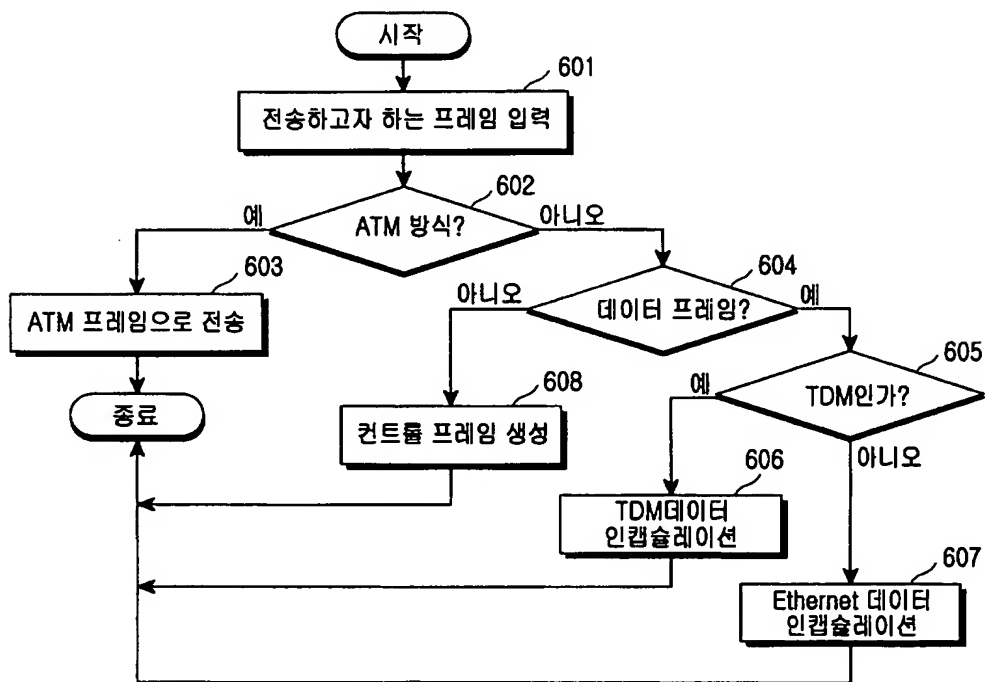 시작
601
전송하고자 하는 프레임 입력
602
예
ATM 방식?
아니오
603
ATM 프레임으로 전송
604
아니오
데이터 프레임?
예
종료
605
예
TDM인가?
아니오
608
컨트롤 프레임 생성
606
TDM데이터
인캡슐레이션
607
Ethernet 데이터
인캡슐레이션